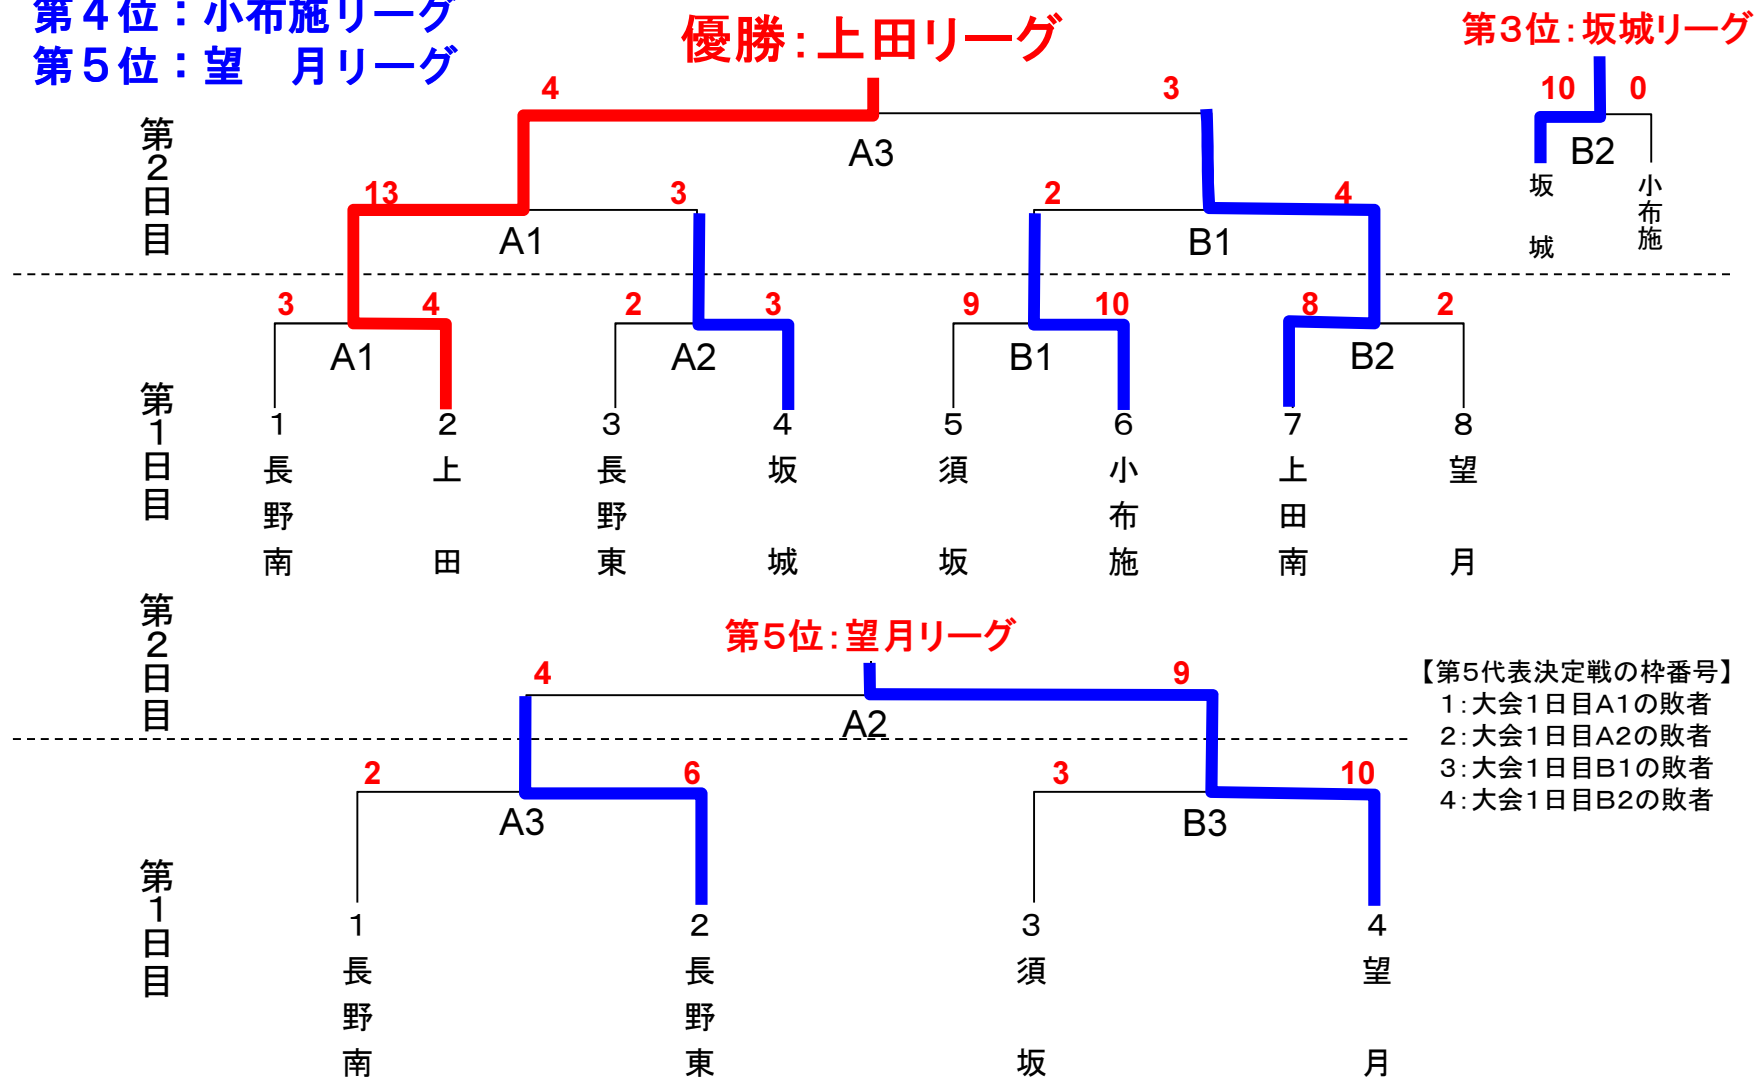 第４位：小布施リーグ
第５位：望　月リーグ
優勝：上田リーグ
第３位：坂城リーグ
4
3
10
0
A3
B2
坂城
小布施
第２日目
13
3
2
4
A1
B1
3
4
2
3
9
10
8
2
A1
A2
B1
B2
第１日目
１
２
３
４
５
６
７
８
長野南
上田
長野東
坂城
須坂
小布施
上田南
望月
第２日目
第５位：望月リーグ
4
9
A2
【第５代表決定戦の枠番号】
１：大会１日目Ａ１の敗者
２：大会１日目Ａ２の敗者
３：大会１日目Ｂ１の敗者
４：大会１日目Ｂ２の敗者
2
6
3
10
A3
B3
第１日目
１
２
３
４
長野南
長野東
須坂
望月